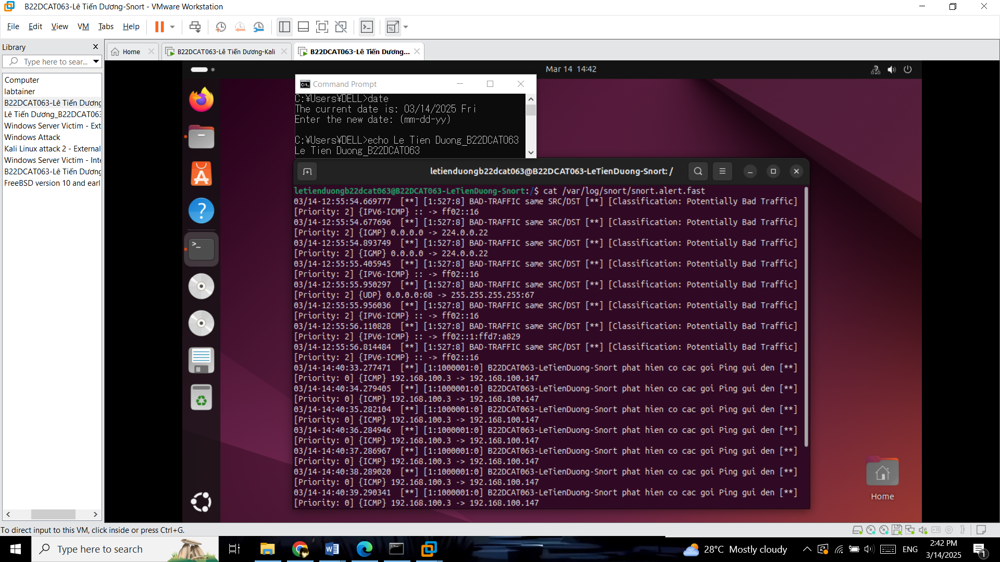 B22DCAT063-Lê Tiến Dương-Snort - VMware Workstation
File Edit View VM Tabs Help
Library
Type here to sear...
Home
B22DCAT063-Lê Tiến Dương-Kali
B22DCAT063-Lê Tiến Dương...
Computer
labtainer
B22DCAT063-Lê Tiến Dương
Lê Tiến Dương_B22DCAT063
Windows Server Victim - Ext
Windows Attack
Kali Linux attack 2 - External
Windows Server Victim - Inte
B22DCAT063-Lê Tiến Dương
FreeBSD version 10 and earl
Mar 14 14:42
Command Prompt
C:¥Users¥DELL>date
The current date is: 03/14/2025 Fri
Enter the new date: (mm-dd-yy)
C:¥Users¥DELL>echo Le Tien Duong_B22DCAT063
Le Tien Duong_B22DCAT063
letienduongb22dcat063@B22DCAT063-LeTienDuong-Snort: /
letienduongb22dcat063@B22DCAT063-LeTienDuong-Snort:/$ cat /var/log/snort/snort.alert.fast
03/14-12:55:54.669777 [**] [1:527:8] BAD-TRAFFIC same SRC/DST [**] [Classification: Potentially Bad Traffic]
[Priority: 2] {IPV6-ICMP} :: -> ff02::16
03/14-12:55:54.677696 [**] [1:527:8] BAD-TRAFFIC same SRC/DST [**] [Classification: Potentially Bad Traffic]
[Priority: 2] {IGMP} 0.0.0.0 -> 224.0.0.22
03/14-12:55:54.893749 [**] [1:527:8] BAD-TRAFFIC same SRC/DST [**] [Classification: Potentially Bad Traffic]
[Priority: 2] {IGMP} 0.0.0.0 -> 224.0.0.22
03/14-12:55:55.405945 [**] [1:527:8] BAD-TRAFFIC same SRC/DST [**] [Classification: Potentially Bad Traffic]
[Priority: 2] {IPV6-ICMP} :: -> ff02::16
03/14-12:55:55.950297 [**] [1:527:8] BAD-TRAFFIC same SRC/DST [**] [Classification: Potentially Bad Traffic]
[Priority: 2] {UDP} 0.0.0.0:68 -> 255.255.255.255:67
03/14-12:55:55.956036 [**] [1:527:8] BAD-TRAFFIC same SRC/DST [**] [Classification: Potentially Bad Traffic]
[Priority: 2] {IPV6-ICMP} :: -> ff02::16
03/14-12:55:56.110828 [**] [1:527:8] BAD-TRAFFIC same SRC/DST [**] [Classification: Potentially Bad Traffic]
[Priority: 2] {IPV6-ICMP} :: -> ff02::1:ffd7:a829
03/14-12:55:56.814484 [**] [1:527:8] BAD-TRAFFIC same SRC/DST [**] [Classification: Potentially Bad Traffic]
[Priority: 2] {IPV6-ICMP} :: -> ff02::16
03/14-14:40:33.277471 [**] [1:1000001:0] B22DCAT063-LeTienDuong-Snort phat hien co cac goi Ping gui den [**]
[Priority: 0] {ICMP} 192.168.100.3 -> 192.168.100.147
03/14-14:40:34.279405 [**] [1:1000001:0] B22DCAT063-LeTienDuong-Snort phat hien co cac goi Ping gui den [**]
[Priority: 0] {ICMP} 192.168.100.3 -> 192.168.100.147
03/14-14:40:35.282104 [**] [1:1000001:0] B22DCAT063-LeTienDuong-Snort phat hien co cac goi Ping gui den [**]
[Priority: 0] {ICMP} 192.168.100.3 -> 192.168.100.147
03/14-14:40:36.284946 [**] [1:1000001:0] B22DCAT063-LeTienDuong-Snort phat hien co cac goi Ping gui den [**]
[Priority: 0] {ICMP} 192.168.100.3 -> 192.168.100.147
03/14-14:40:37.286967 [**] [1:1000001:0] B22DCAT063-LeTienDuong-Snort phat hien co cac goi Ping gui den [**]
[Priority: 0] {ICMP} 192.168.100.3 -> 192.168.100.147
03/14-14:40:38.289020 [**] [1:1000001:0] B22DCAT063-LeTienDuong-Snort phat hien co cac goi Ping gui den [**]
[Priority: 0] {ICMP} 192.168.100.3 -> 192.168.100.147
03/14-14:40:39.290341 [**] [1:1000001:0] B22DCAT063-LeTienDuong-Snort phat hien co cac goi Ping gui den [**]
[Priority: 0] {ICMP} 192.168.100.3 -> 192.168.100.147
Home
To direct input to this VM, click inside or press Ctrl+G.
Type here to search
28°C Mostly cloudy
ENG
2:42 PM
3/14/2025
1